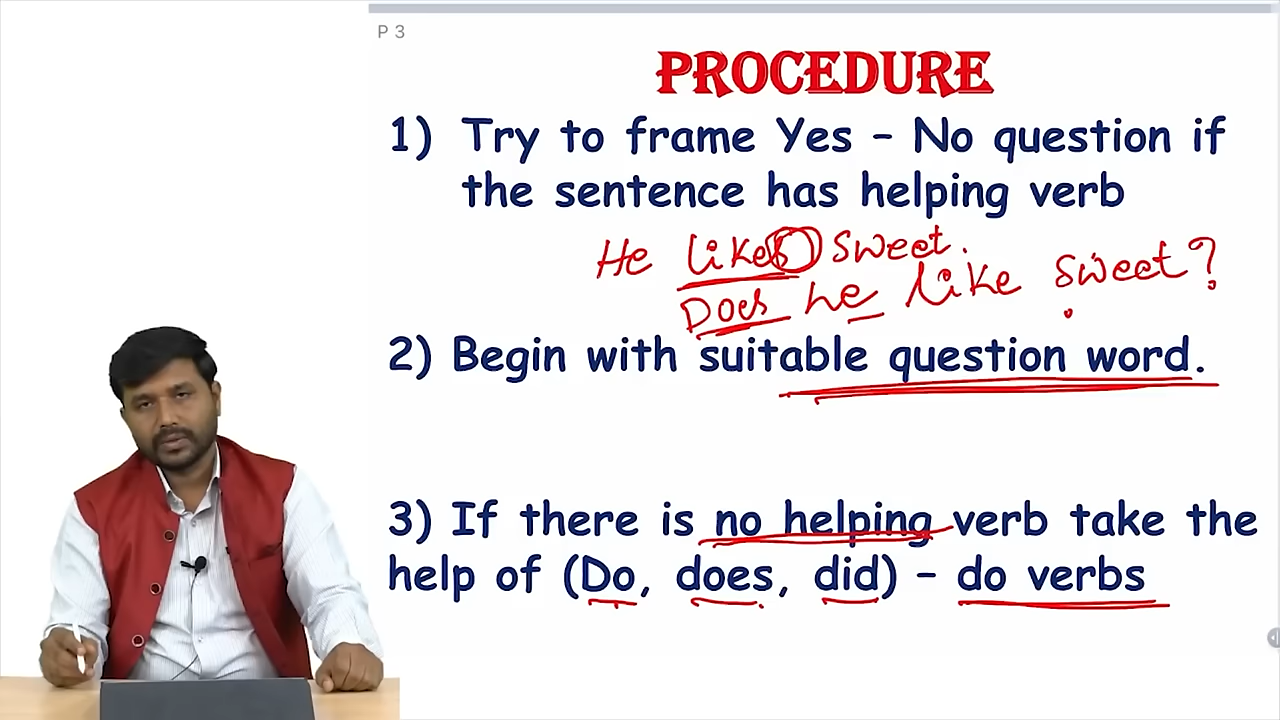 P 3
PROCEDURE
1) Try to frame Yes – No question if
the sentence has helping verb
He likes sweet.
Does he like sweet?
2) Begin with suitable question word.
3) If there is no helping verb take the
help of (Do, does, did) – do verbs